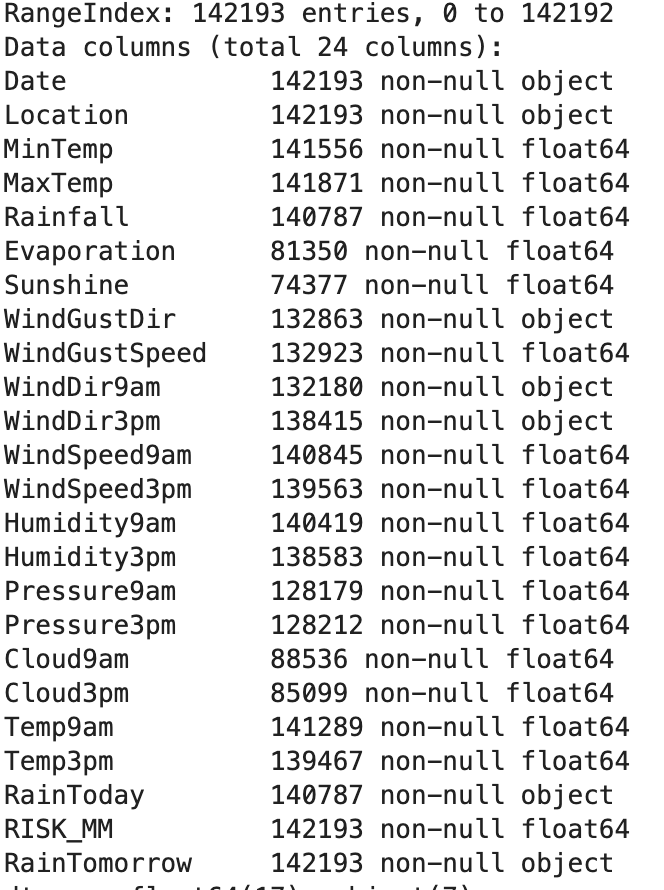 RangeIndex: 142193 entries, 0 to 142192
Data columns (total 24 columns):
Date 142193 non-null object
Location 142193 non-null object
MinTemp 141556 non-null float64
MaxTemp 141871 non-null float64
Rainfall 140787 non-null float64
Evaporation 81350 non-null float64
Sunshine 74377 non-null float64
WindGustDir 132863 non-null object
WindGustSpeed 132923 non-null float64
WindDir9am 132180 non-null object
WindDir3pm 138415 non-null object
WindSpeed9am 140845 non-null float64
WindSpeed3pm 139563 non-null float64
Humidity9am 140419 non-null float64
Humidity3pm 138583 non-null float64
Pressure9am 128179 non-null float64
Pressure3pm 128212 non-null float64
Cloud9am 88536 non-null float64
Cloud3pm 85099 non-null float64
Temp9am 141289 non-null float64
Temp3pm 139467 non-null float64
RainToday 140787 non-null object
RISK_MM 142193 non-null float64
RainTomorrow 142193 non-null object